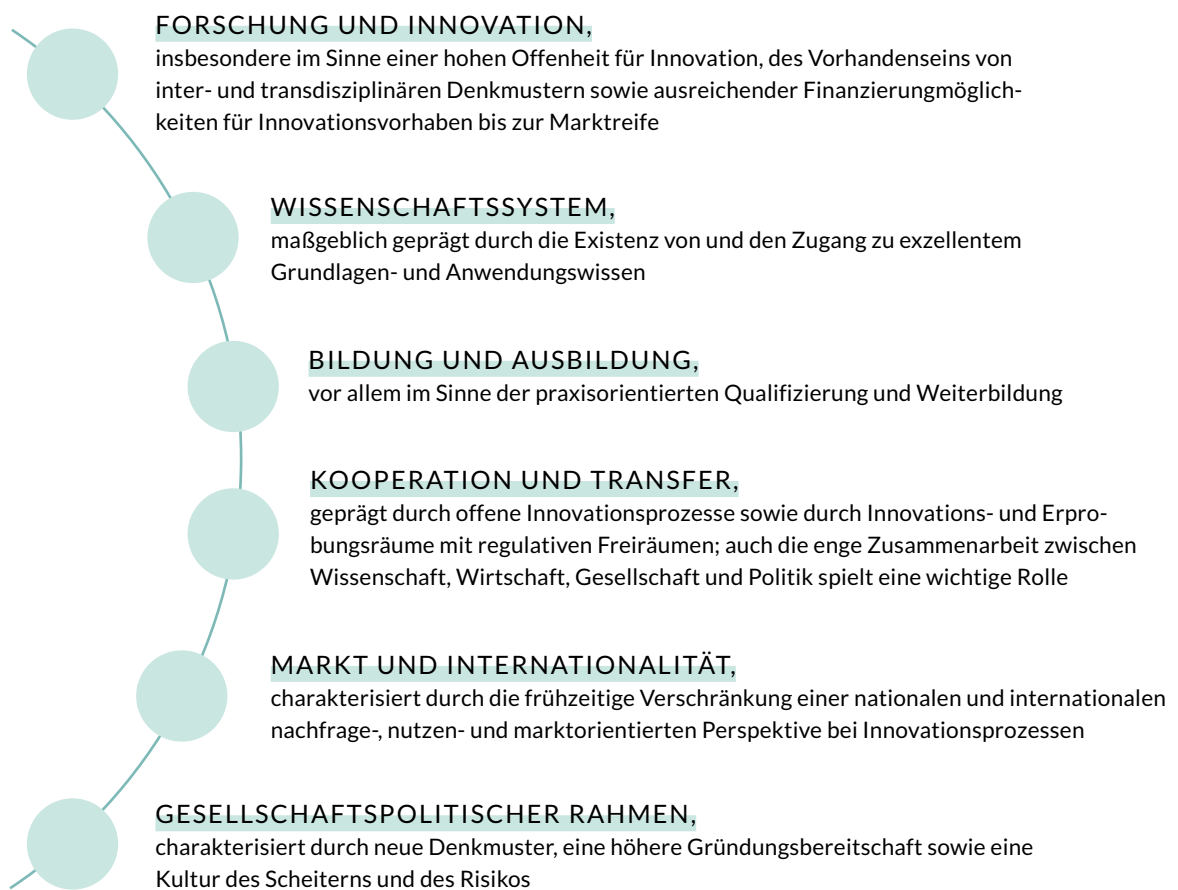 FORSCHUNG UND INNOVATION,
insbesondere im Sinne einer hohen Offenheit für Innovation, des Vorhandenseins von
inter- und transdisziplinären Denkmustern sowie ausreichender Finanzierungmöglich-
keiten für Innovationsvorhaben bis zur Marktreife
WISSENSCHAFTSSYSTEM,
maßgeblich geprägt durch die Existenz von und den Zugang zu exzellentem
Grundlagen- und Anwendungswissen
BILDUNG UND AUSBILDUNG,
vor allem im Sinne der praxisorientierten Qualifizierung und Weiterbildung
KOOPERATION UND TRANSFER,
geprägt durch offene Innovationsprozesse sowie durch Innovations- und Erpro-
bungsräume mit regulativen Freiräumen; auch die enge Zusammenarbeit zwischen
Wissenschaft, Wirtschaft, Gesellschaft und Politik spielt eine wichtige Rolle
MARKT UND INTERNATIONALITÄT,
charakterisiert durch die frühzeitige Verschränkung einer nationalen und internationalen
nachfrage-, nutzen- und marktorientierten Perspektive bei Innovationsprozessen
GESELLSCHAFTSPOLITISCHER RAHMEN,
charakterisiert durch neue Denkmuster, eine höhere Gründungsbereitschaft sowie eine
Kultur des Scheiterns und des Risikos